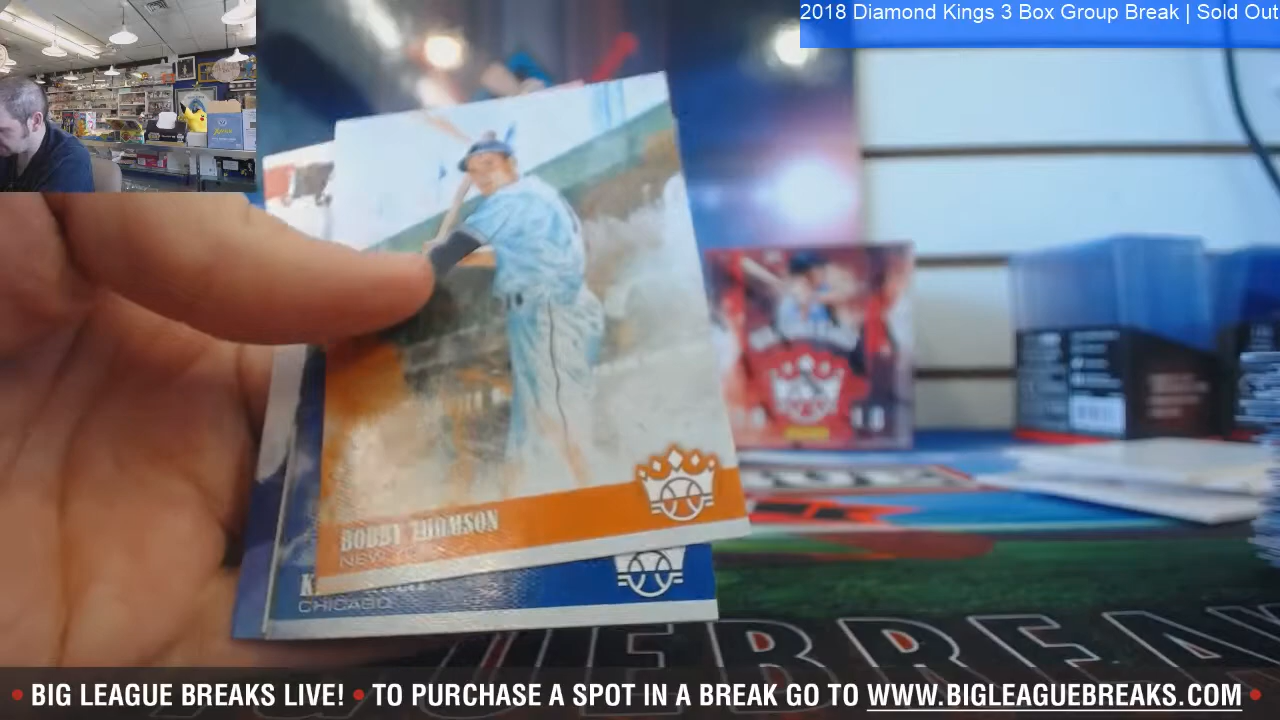 2018 Diamond Kings 3 Box Group Break | Sold Out
BOBBY THOMSON
NEW
CHICAGO
• BIG LEAGUE BREAKS LIVE! • TO PURCHASE A SPOT IN A BREAK GO TO WWW.BIGLEAGUEBREAKS.COM •